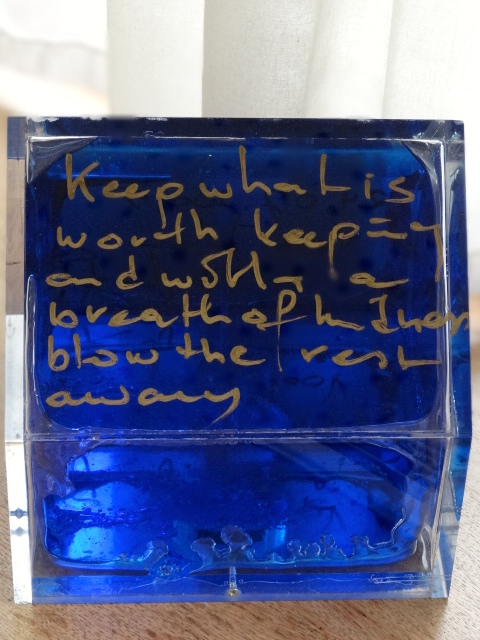 Keep what is
worth keeping
and with a
breath of kindness
blow the rest
away